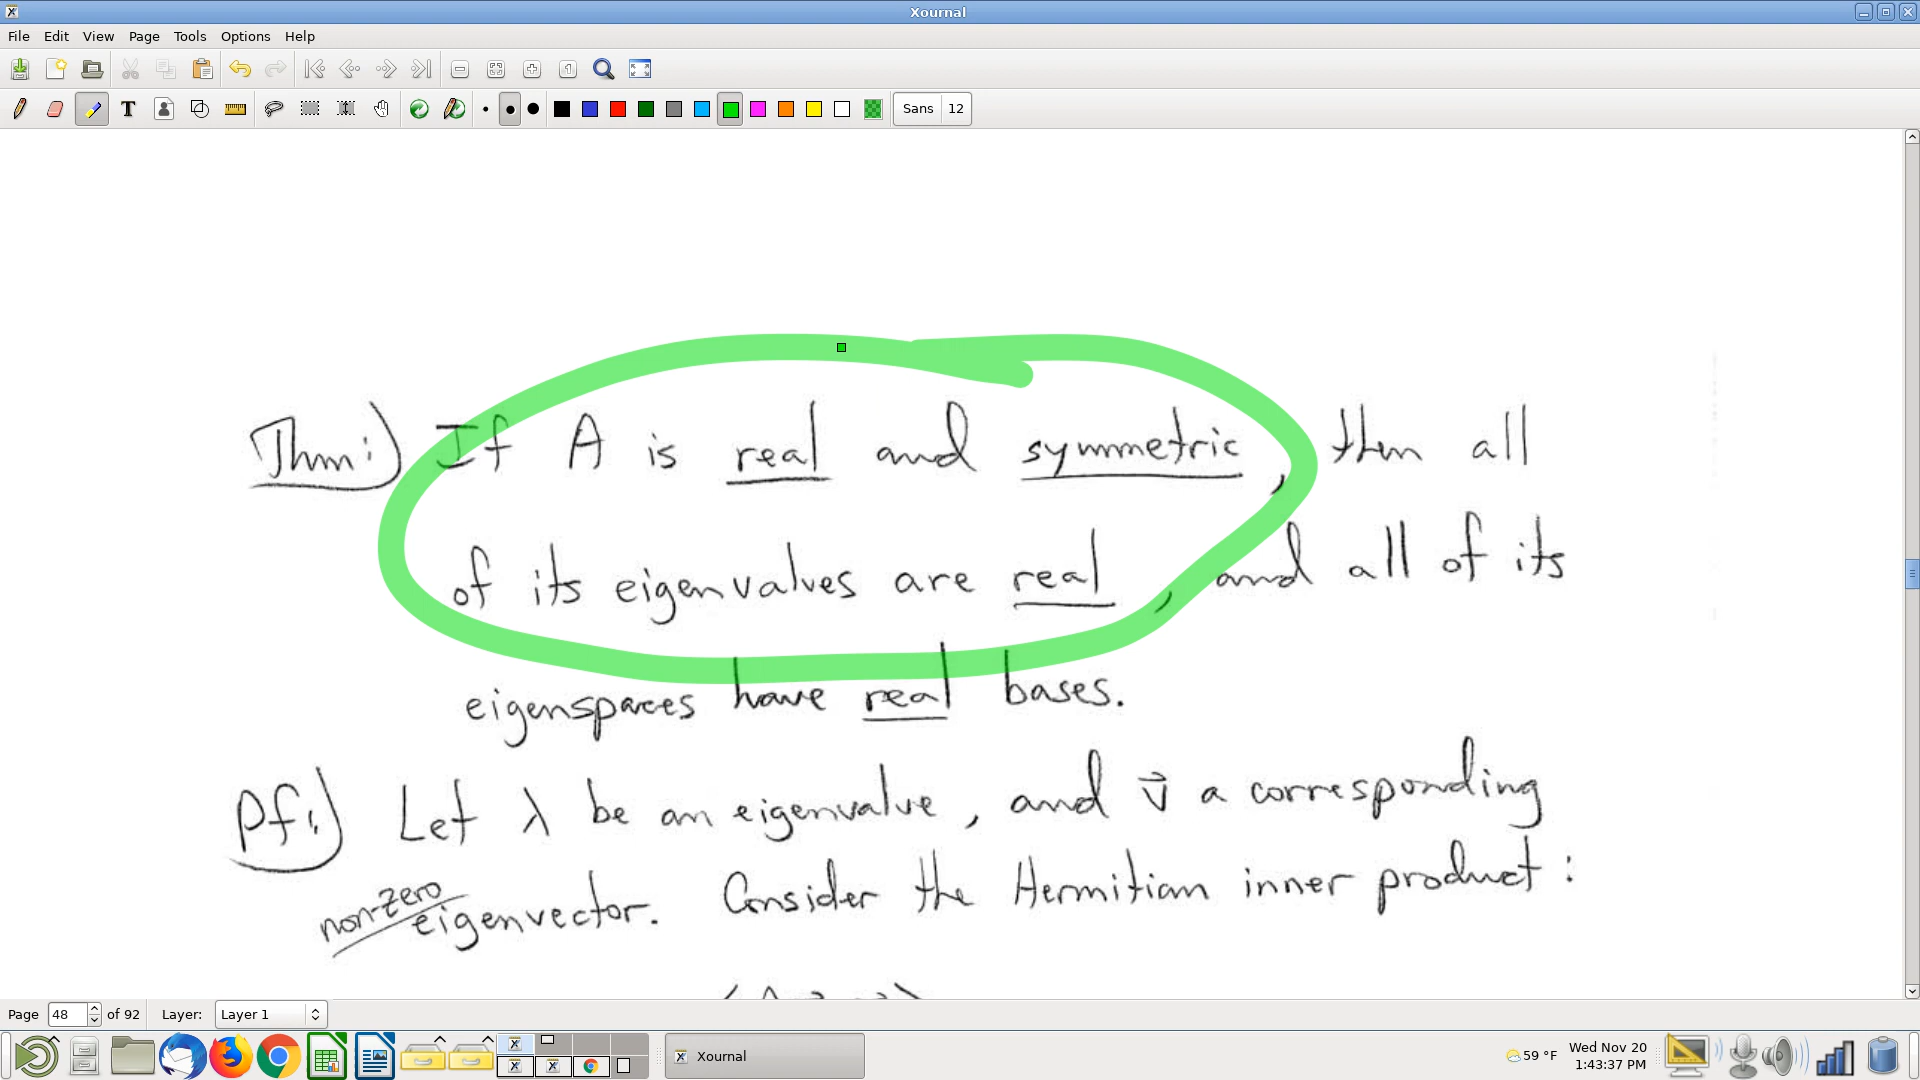 Xournal
File Edit View Page Tools Options Help
Sans 12
Thm: If A is real and symmetric, then all
of its eigenvalues are real, and all of its
eigenspaces have real bases.
Pf: Let λ be an eigenvalue, and v⃗ a corresponding
non-zero eigenvector. Consider the Hermitian inner product:
Page 48 of 92 Layer: Layer 1
Xournal
59 °F
Wed Nov 20
1:43:37 PM